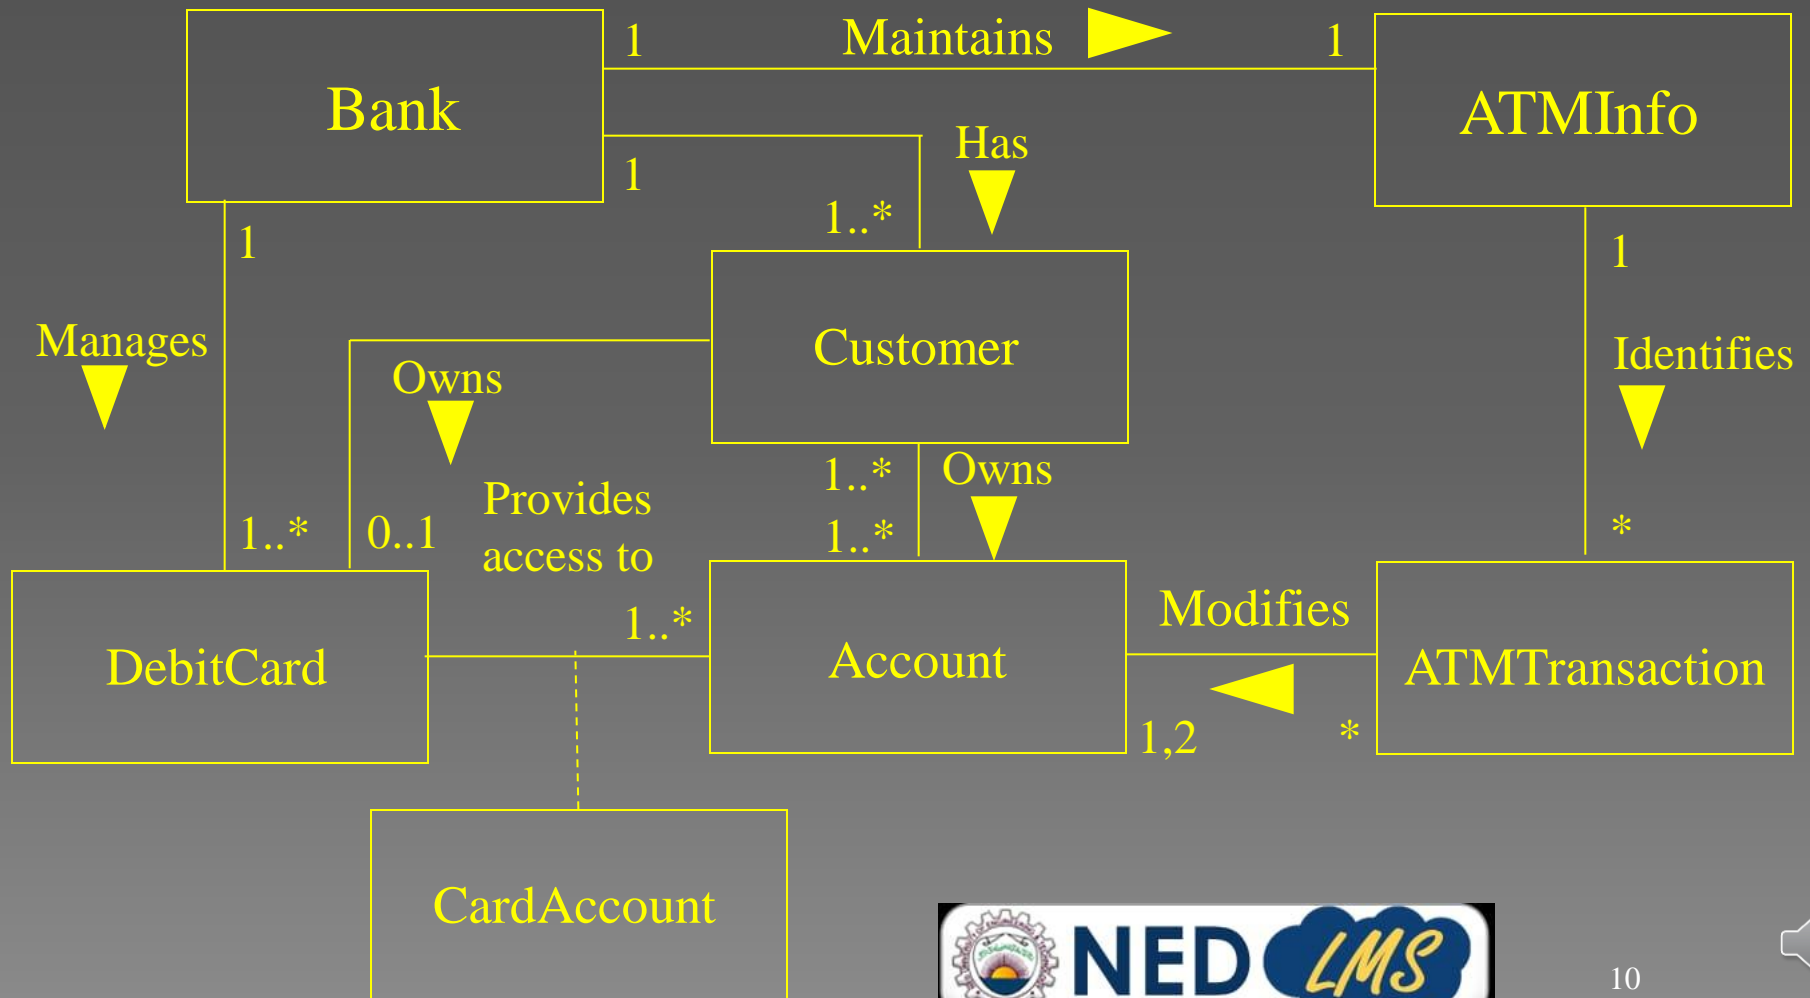 1
Maintains
1
Bank
ATMInfo
Has
1
1..*
1
1
Manages
Customer
Identifies
Owns
1..*
Owns
Provides
access to
1..*
0..1
1..*
*
1..*
Modifies
DebitCard
Account
ATMTransaction
1,2
*
CardAccount
NED LMS
10